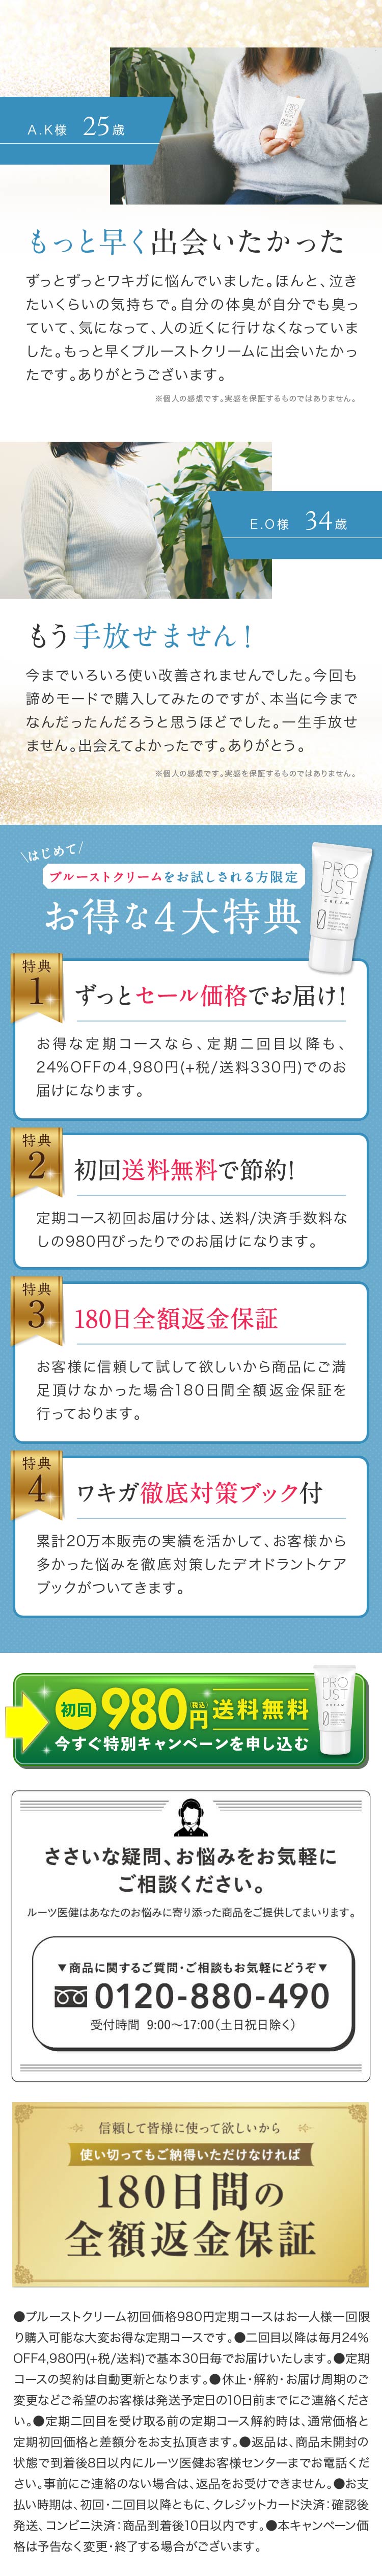 A.K様 25歳
もっと早く出会いたかった
ずっとずっとワキガに悩んでいました。ほんと、泣き
たいくらいの気持ちで。自分の体臭が自分でも臭っ
ていて、気になって、人の近くに行けなくなっていま
した。もっと早くプルーストクリームに出会いたかっ
たです。ありがとうございます。
※個人の感想です。実感を保証するものではありません。
E.O様 34歳
もう手放せません!
今までいろいろ使い改善されませんでした。今回も
諦めモードで購入してみたのですが、本当に今まで
なんだったんだろうと思うほどでした。一生手放せ
ません。出会えてよかったです。ありがとう。
※個人の感想です。実感を保証するものではありません。
\はじめて/
プルーストクリームをお試しされる方限定
お得な4大特典
PRO
UST
CREAM
特典
1
ずっとセール価格でお届け!
お得な定期コースなら、定期二回目以降も、
24%OFFの4,980円(+税/送料330円)でのお
届けになります。
特典
2
初回送料無料で節約!
定期コース初回お届け分は、送料/決済手数料な
しの980円ぴったりでのお届けになります。
特典
3
180日全額返金保証
お客様に信頼して試して欲しいから商品にご満
足頂けなかった場合180日間全額返金保証を
行っております。
特典
4
ワキガ徹底対策ブック付
累計20万本販売の実績を活かして、お客様から
多かった悩みを徹底対策したデオドラントケア
ブックがついてきます。
初回980円(税込)送料無料
今すぐ特別キャンペーンを申し込む
PRO
UST
CREAM
ささいな疑問、お悩みをお気軽に
ご相談ください。
ルーツ医健はあなたのお悩みに寄り添った商品をご提供してまいります。
▼商品に関するご質問・ご相談もお気軽にどうぞ▼
0120-880-490
受付時間 9:00〜17:00(土日祝日除く)
信頼して皆様に使って欲しいから
使い切ってもご納得いただけなければ
180日間の
全額返金保証
●プルーストクリーム初回価格980円定期コースはお一人様一回限
り購入可能な大変お得な定期コースです。●二回目以降は毎月24%
OFF4,980円(+税/送料)で基本30日毎でお届けいたします。●定期
コースの契約は自動更新となります。●休止・解約・お届け周期のご
変更などご希望のお客様は発送予定日の10日前までにご連絡くださ
い。●定期二回目を受け取る前の定期コース解約時は、通常価格と
定期初回価格と差額分をお支払頂きます。●返品は、商品未開封の
状態で到着後8日以内にルーツ医健お客様センターまでお電話くだ
さい。事前にご連絡のない場合は、返品をお受けできません。●お支
払い時期は、初回・二回目以降ともに、クレジットカード決済：確認後
発送、コンビニ決済：商品到着後10日以内です。●本キャンペーン価
格は予告なく変更・終了する場合がございます。